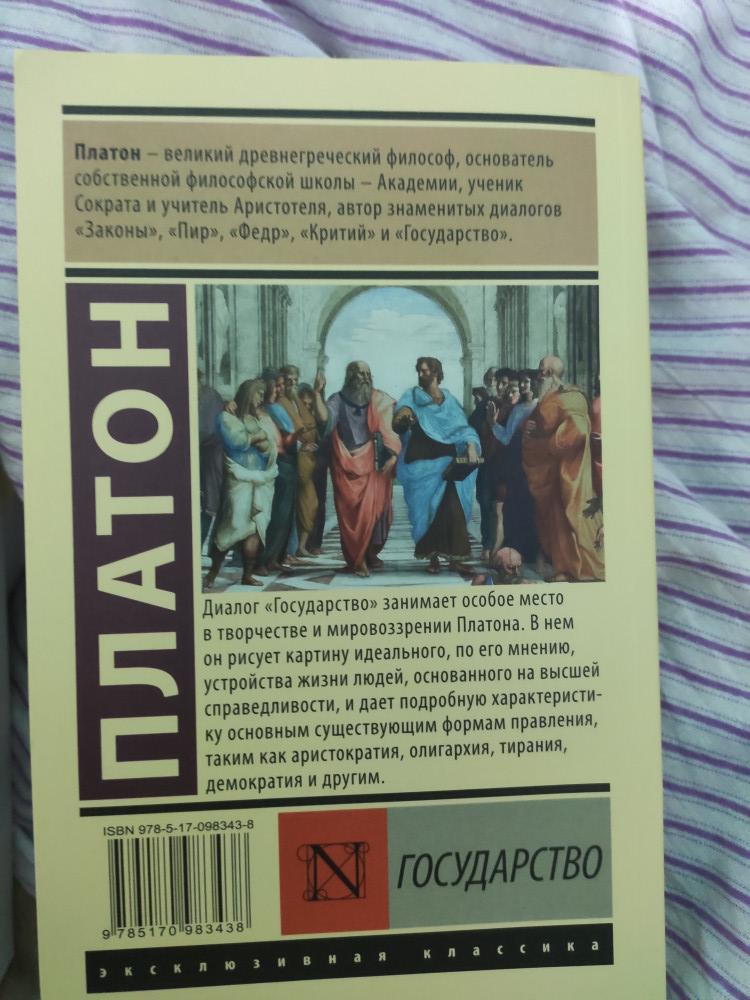 Платон – великий древнегреческий философ, основатель
собственной философской школы – Академии, ученик
Сократа и учитель Аристотеля, автор знаменитых диалогов
«Законы», «Пир», «Федр», «Критий» и «Государство».
ПЛАТОН
Диалог «Государство» занимает особое место
в творчестве и мировоззрении Платона. В нем
он рисует картину идеального, по его мнению,
устройства жизни людей, основанного на высшей
справедливости, и дает подробную характеристи-
ку основным существующим формам правления,
таким как аристократия, олигархия, тирания,
демократия и другим.
ISBN 978-5-17-098343-8
9 785170 983438
N
ГОСУДАРСТВО
эксклюзивная классика